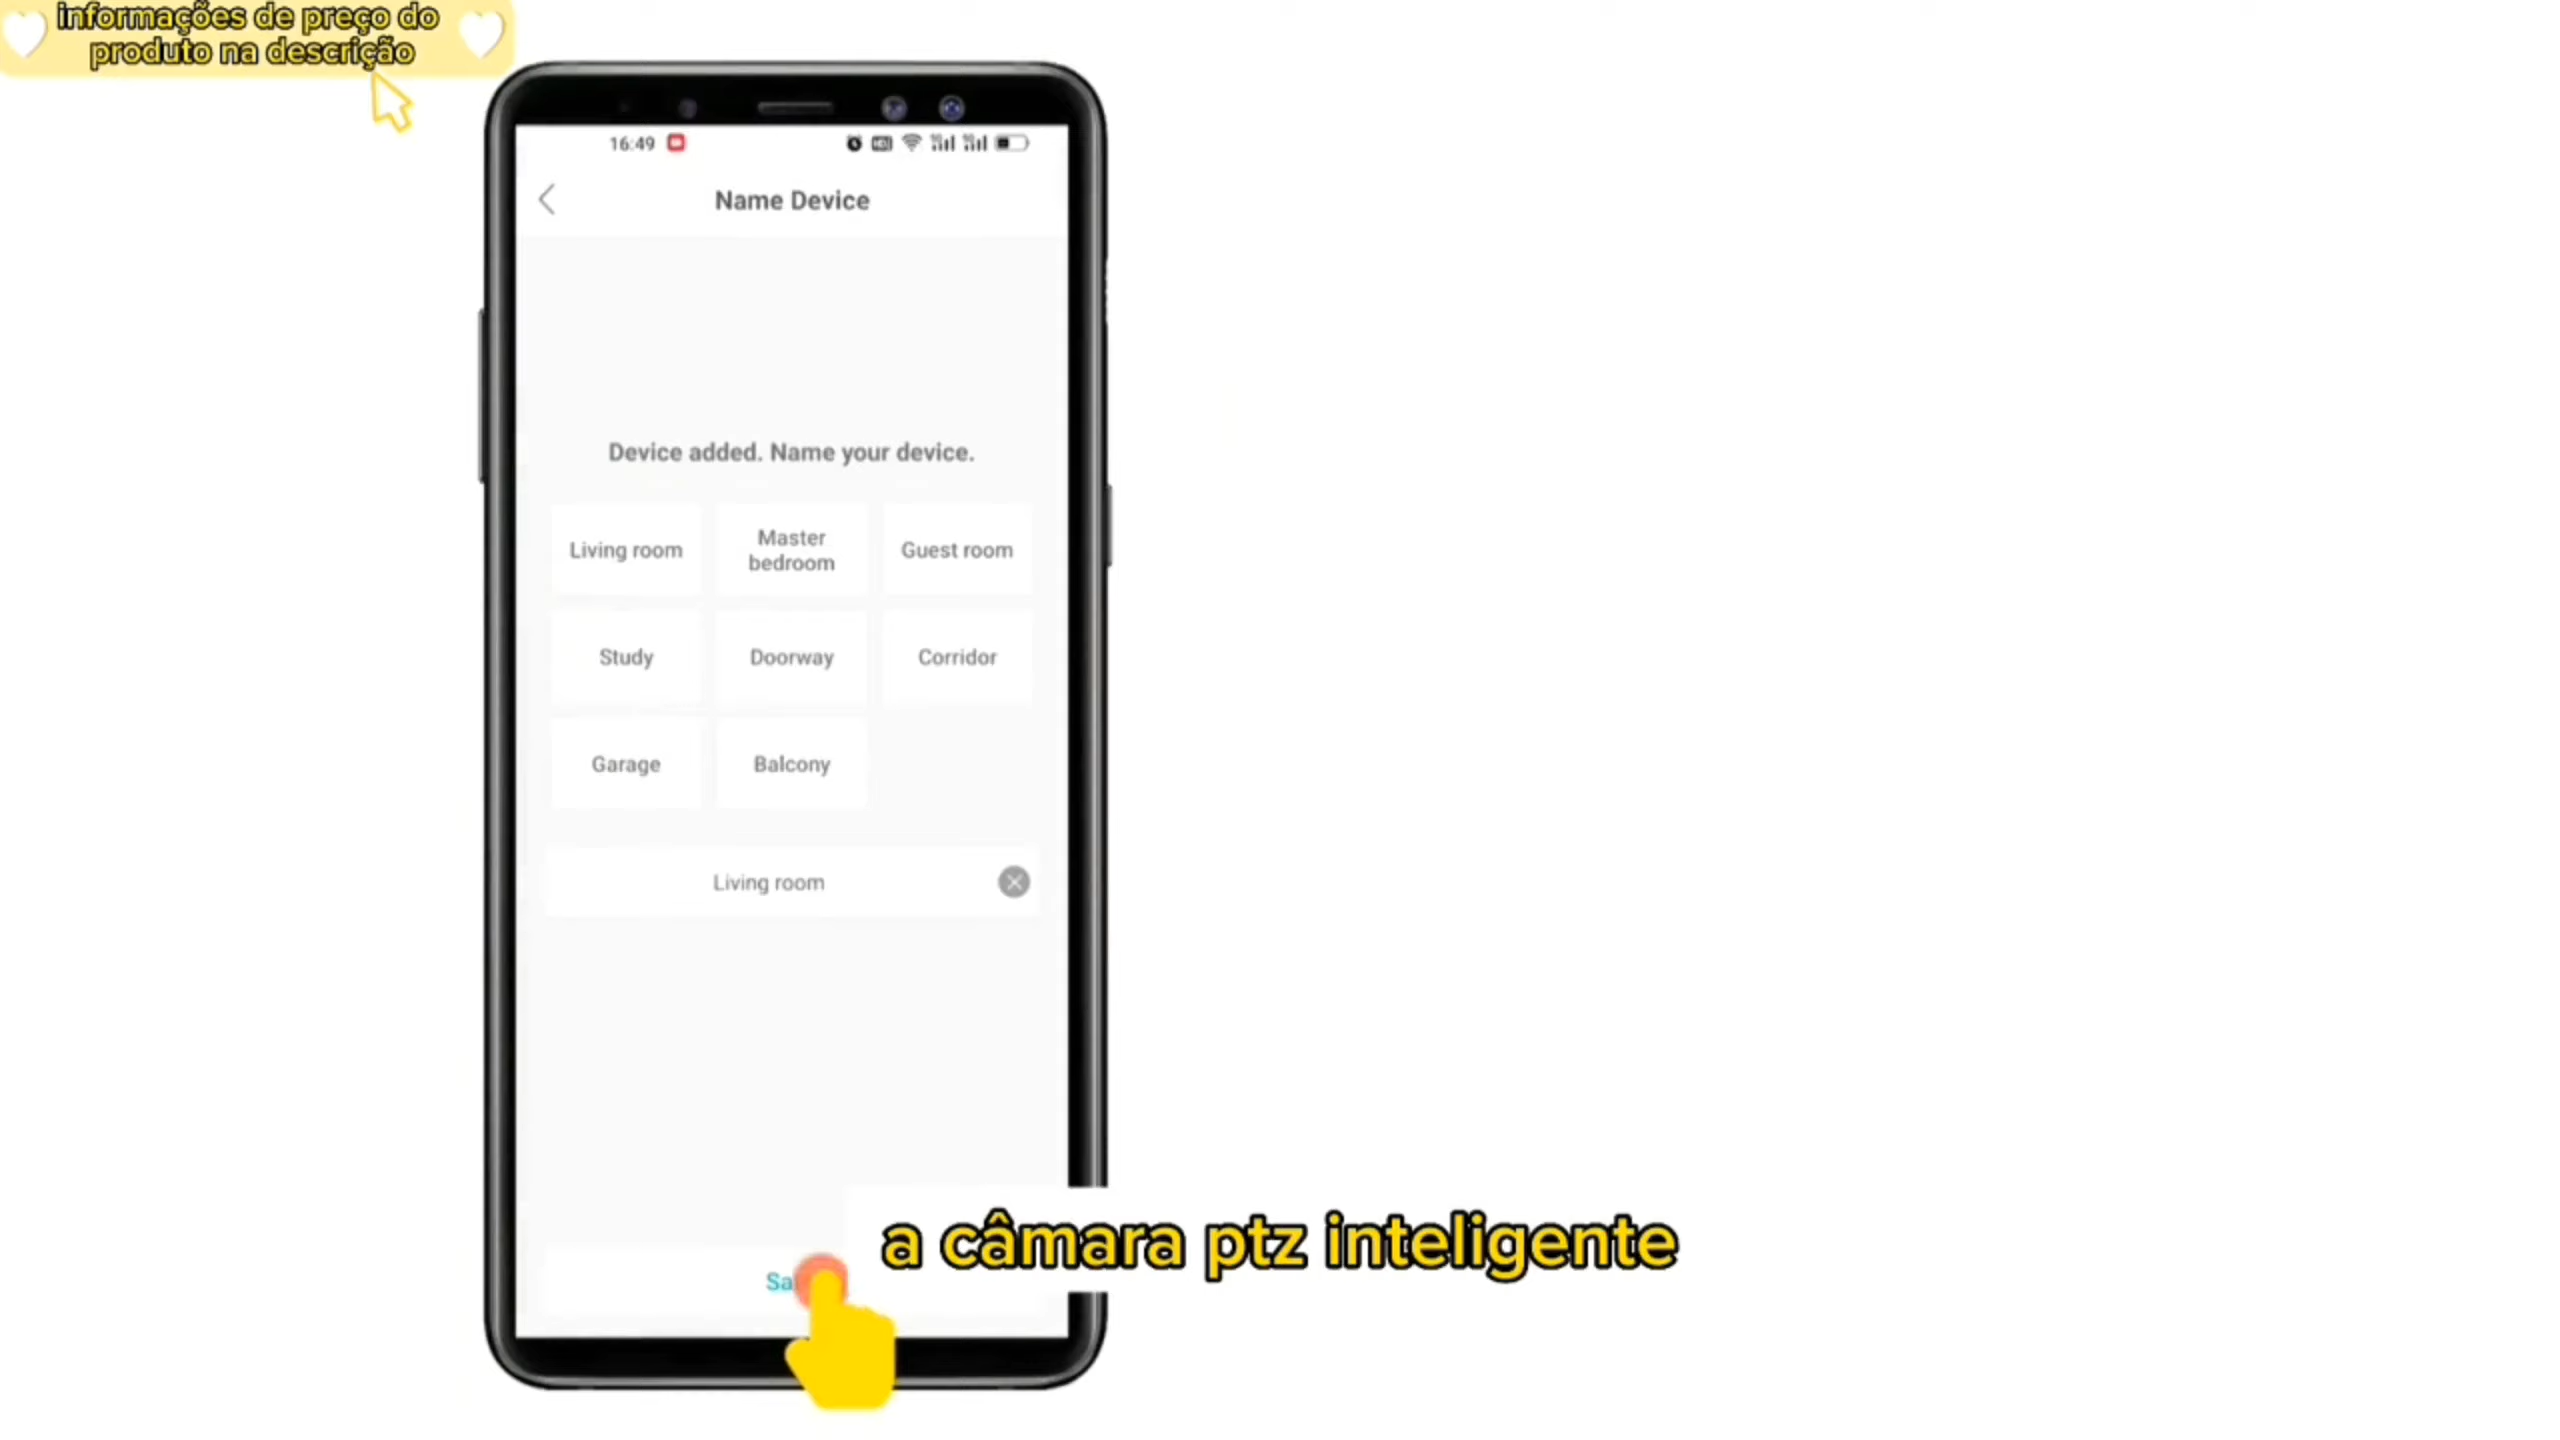 informações de preço do
produto na descrição
16:49
Name Device
Device added. Name your device.
Living room
Master
bedroom
Guest room
Study
Doorway
Corridor
Garage
Balcony
Living room
Sa
a câmara ptz inteligente